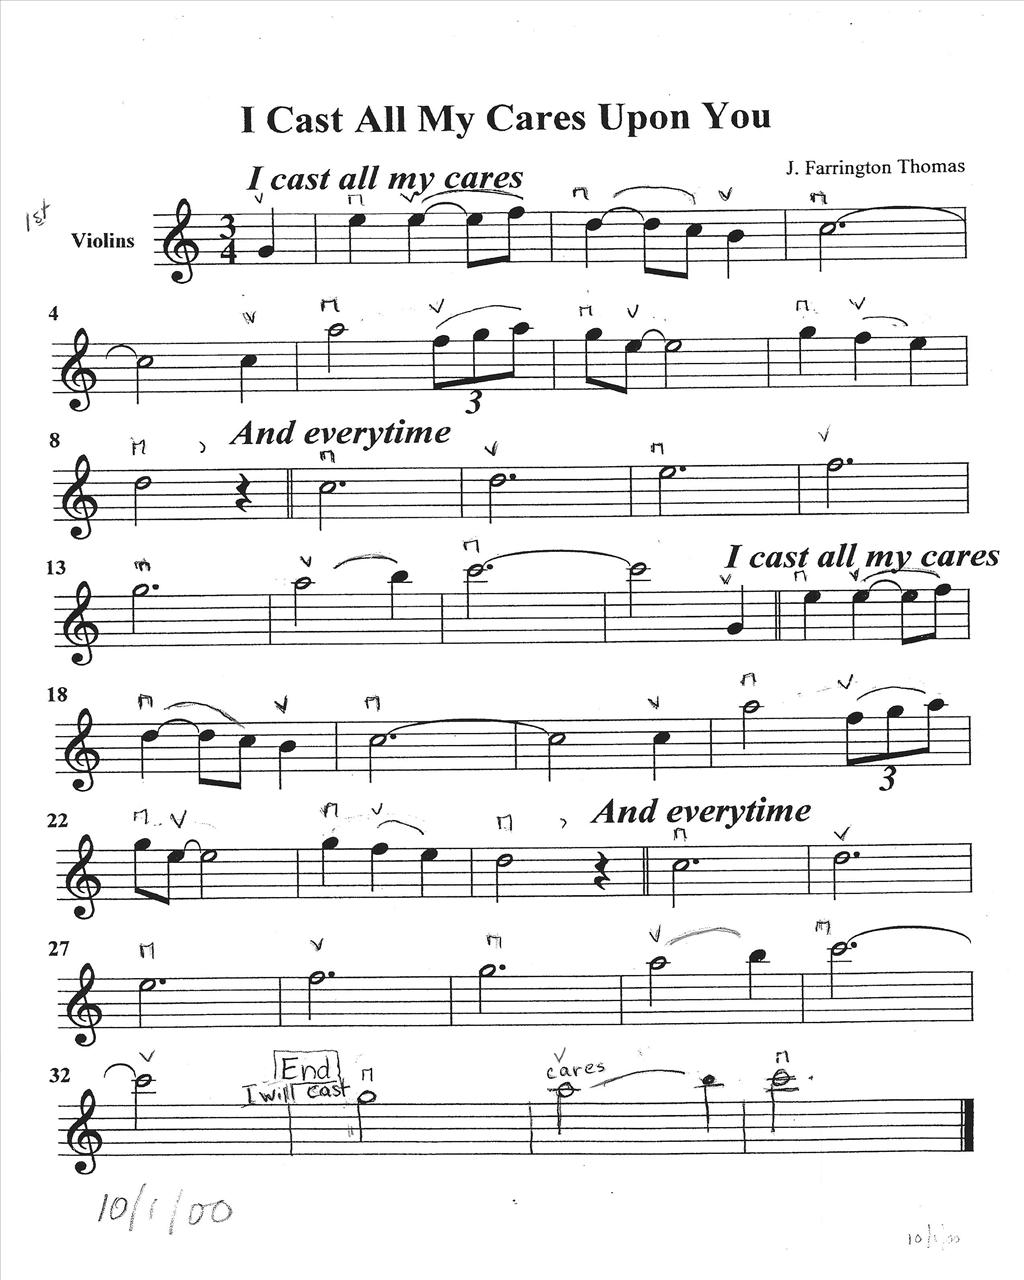 I Cast All My Cares Upon You
J. Farrington Thomas
I cast all my cares
1st
Violins
3
4
4
3
8
And everytime
13
I cast all my cares
18
3
22
And everytime
27
32
End
I will cast
cares
10/1/00
10/1/00